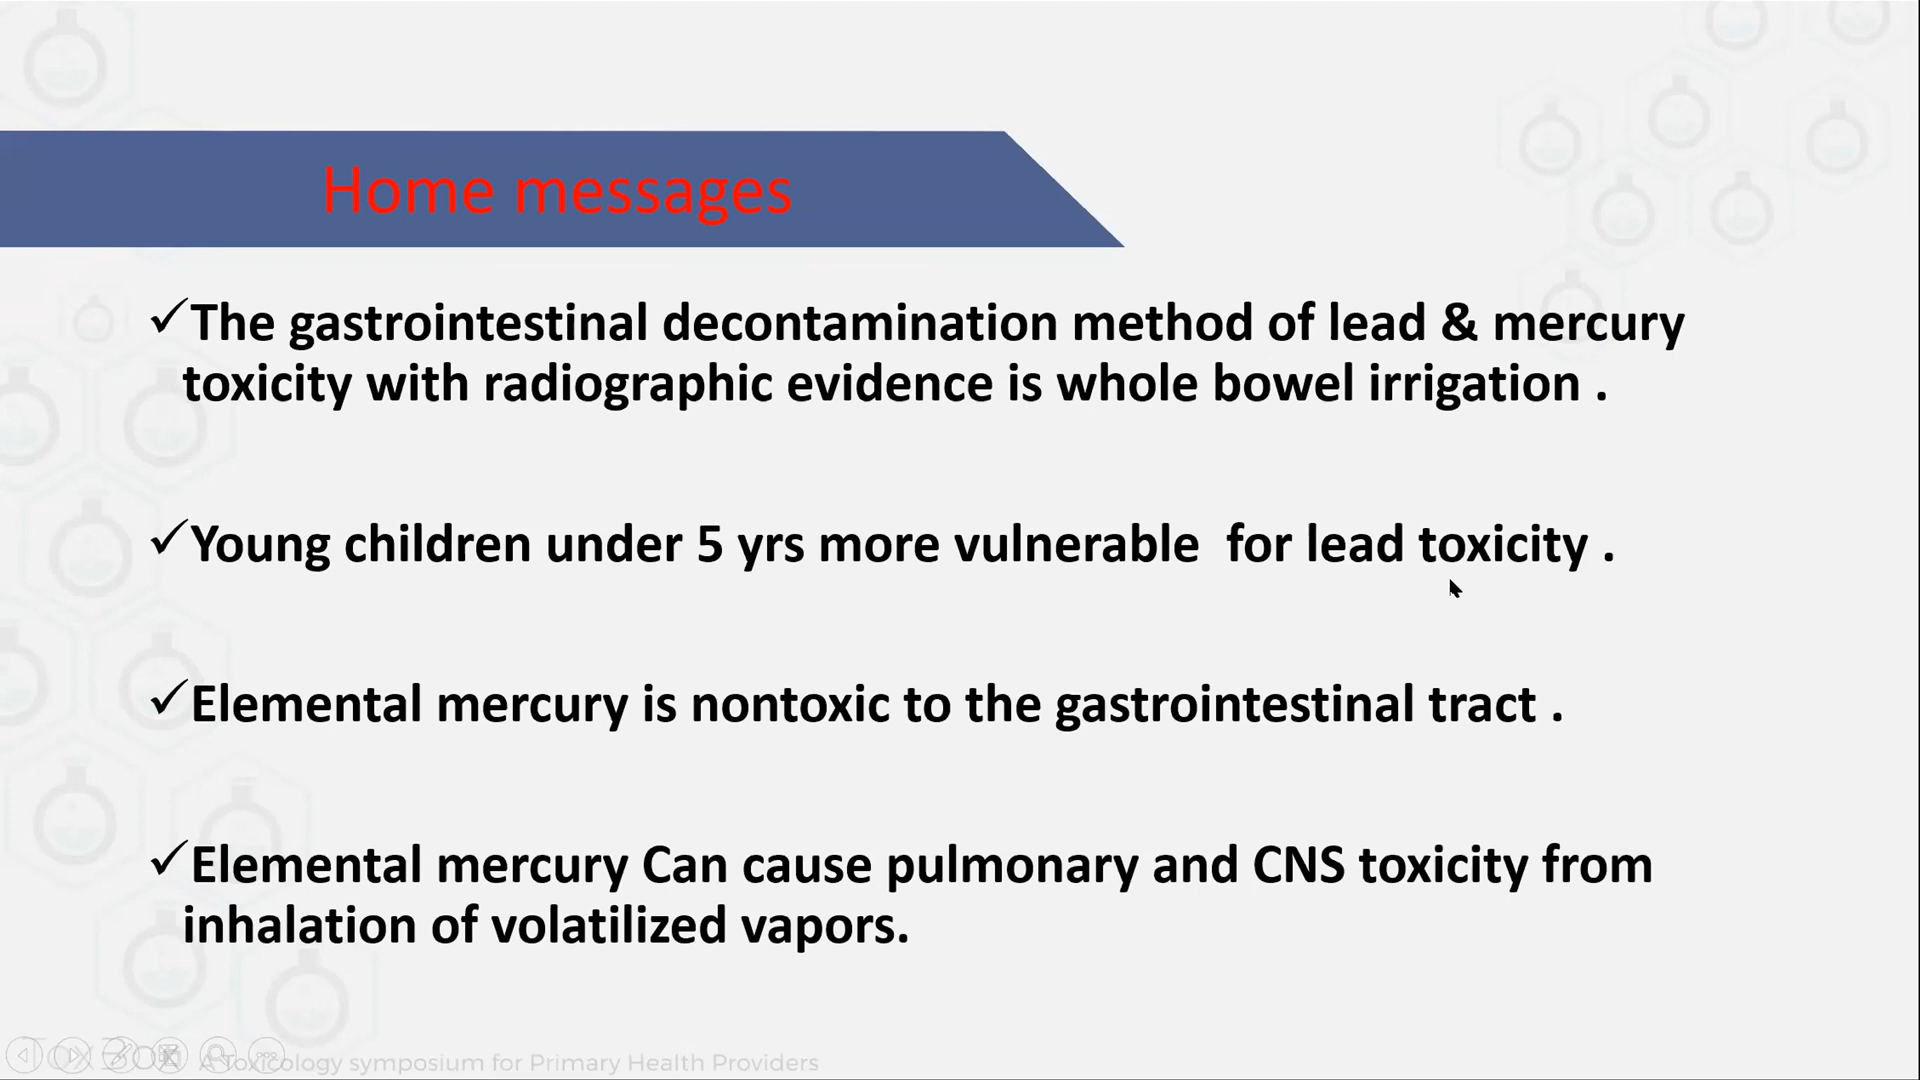 Home messages
✓The gastrointestinal decontamination method of lead & mercury
toxicity with radiographic evidence is whole bowel irrigation .
✓Young children under 5 yrs more vulnerable for lead toxicity .
✓Elemental mercury is nontoxic to the gastrointestinal tract .
✓Elemental mercury Can cause pulmonary and CNS toxicity from
inhalation of volatilized vapors.
A Toxicology symposium for Primary Health Providers